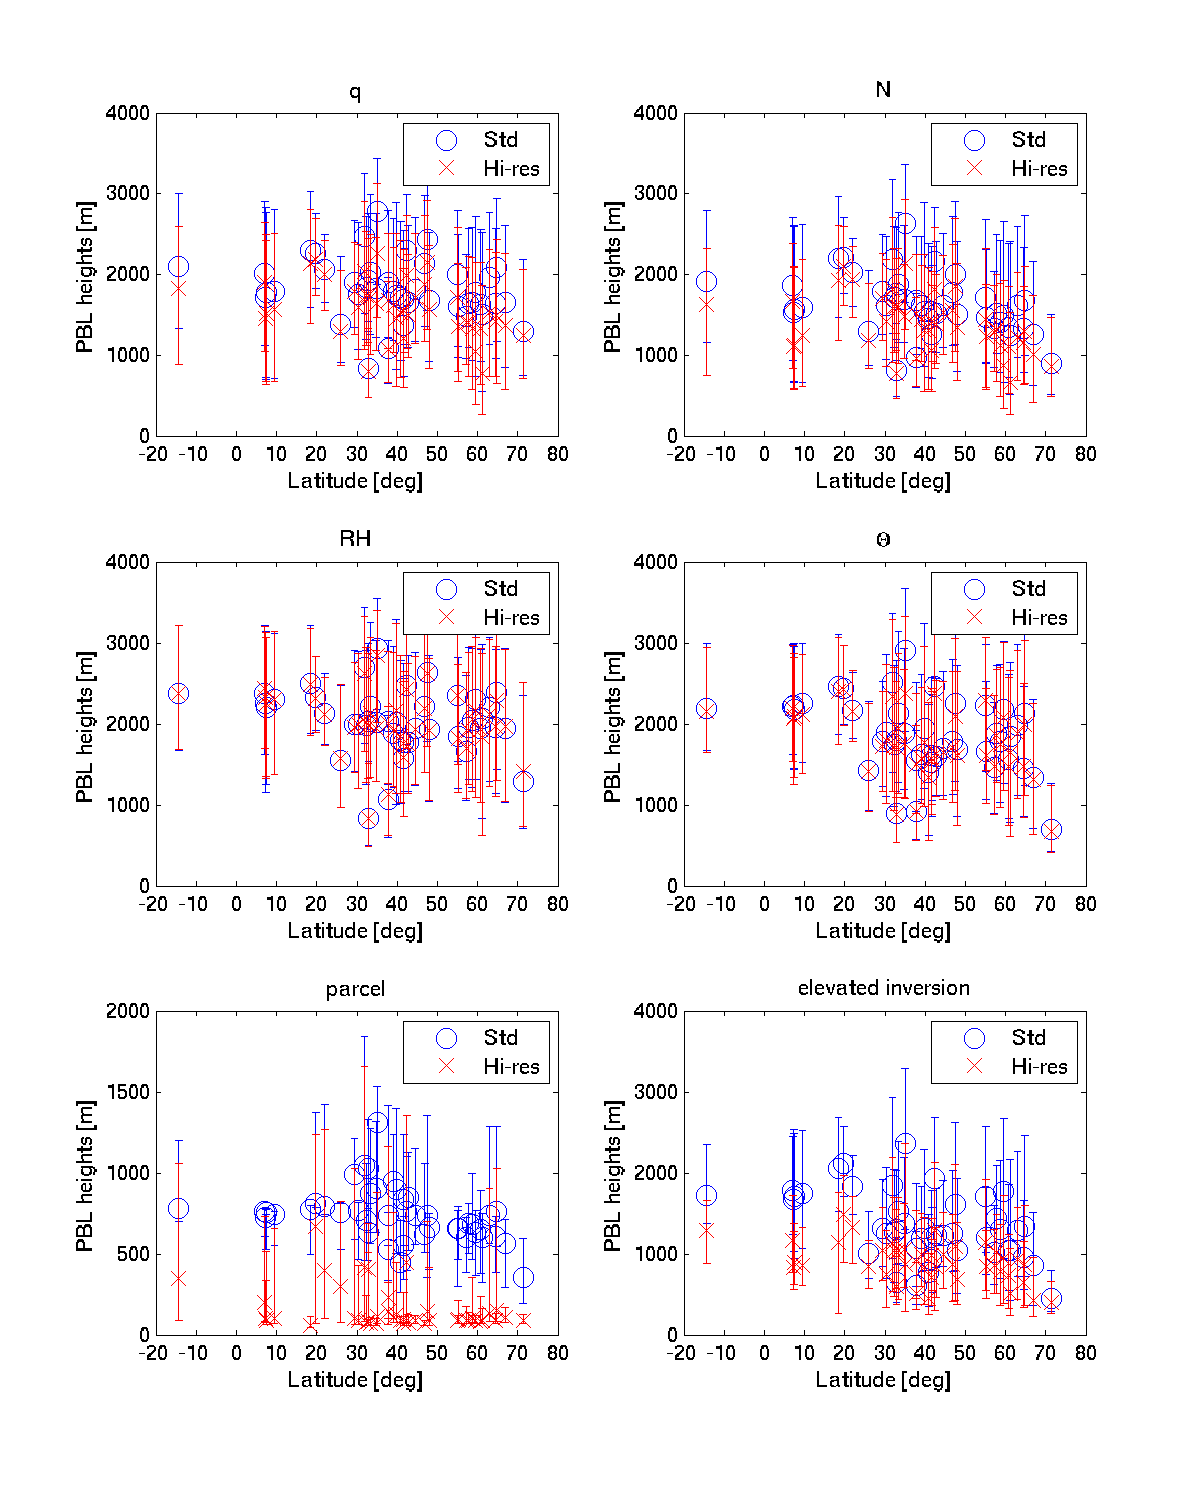 q
4000
3000
2000
1000
0
-20 -10 0 10 20 30 40 50 60 70 80
PBL heights [m]
Latitude [deg]
Std
Hi-res
N
4000
3000
2000
1000
0
-20 -10 0 10 20 30 40 50 60 70 80
PBL heights [m]
Latitude [deg]
Std
Hi-res
RH
4000
3000
2000
1000
0
-20 -10 0 10 20 30 40 50 60 70 80
PBL heights [m]
Latitude [deg]
Std
Hi-res
Θ
4000
3000
2000
1000
0
-20 -10 0 10 20 30 40 50 60 70 80
PBL heights [m]
Latitude [deg]
Std
Hi-res
parcel
2000
1500
1000
500
0
-20 -10 0 10 20 30 40 50 60 70 80
PBL heights [m]
Latitude [deg]
Std
Hi-res
elevated inversion
4000
3000
2000
1000
0
-20 -10 0 10 20 30 40 50 60 70 80
PBL heights [m]
Latitude [deg]
Std
Hi-res